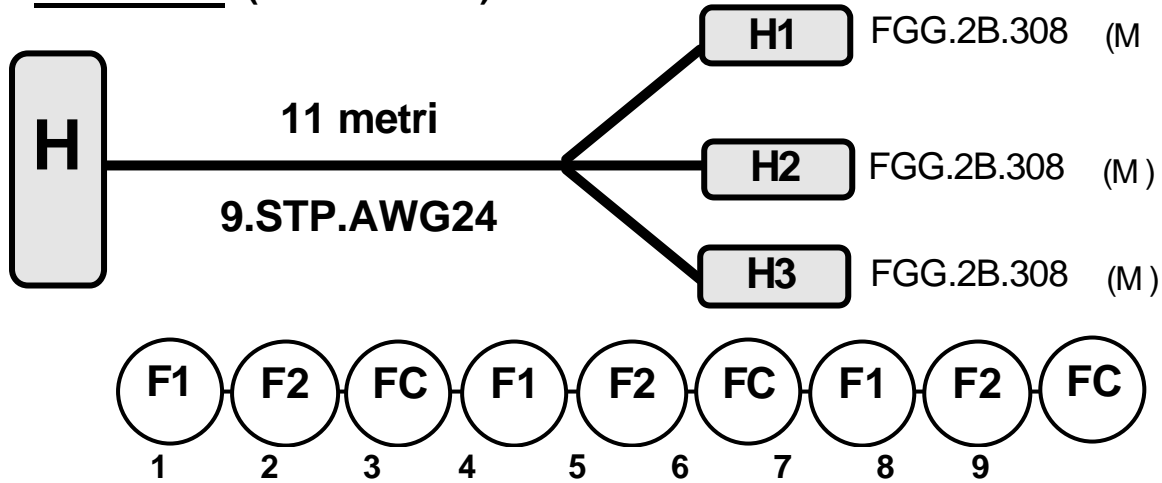 H
11 metri
9.STP.AWG24
H1 FGG.2B.308 (M
H2 FGG.2B.308 (M )
H3 FGG.2B.308 (M )
F1 F2 FC F1 F2 FC F1 F2 FC
1 2 3 4 5 6 7 8 9